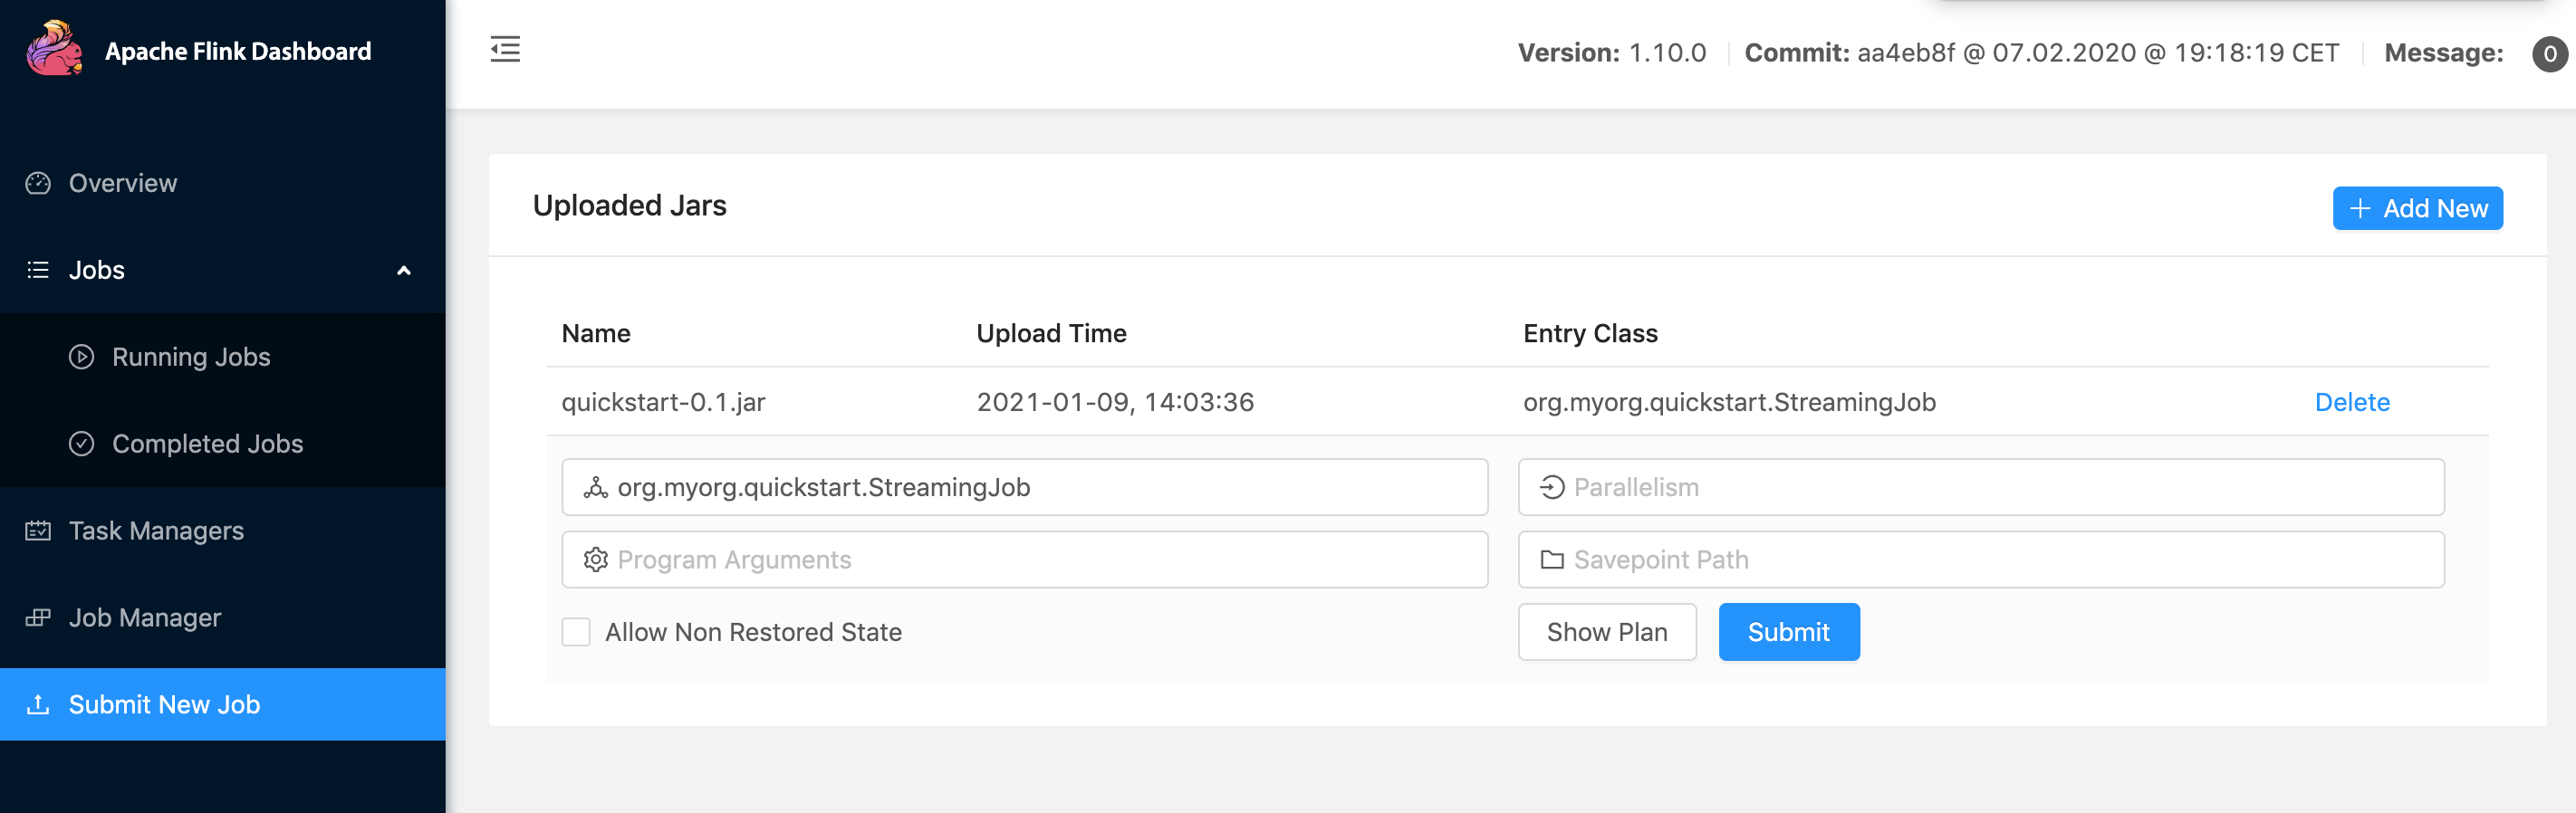 Apache Flink Dashboard
Version: 1.10.0 Commit: aa4eb8f @ 07.02.2020 @ 19:18:19 CET Message: 0
Overview
Jobs
Running Jobs
Completed Jobs
Task Managers
Job Manager
Submit New Job
Uploaded Jars
Add New
Name Upload Time Entry Class
quickstart-0.1.jar 2021-01-09, 14:03:36 org.myorg.quickstart.StreamingJob Delete
org.myorg.quickstart.StreamingJob Parallelism
Program Arguments Savepoint Path
Allow Non Restored State Show Plan Submit